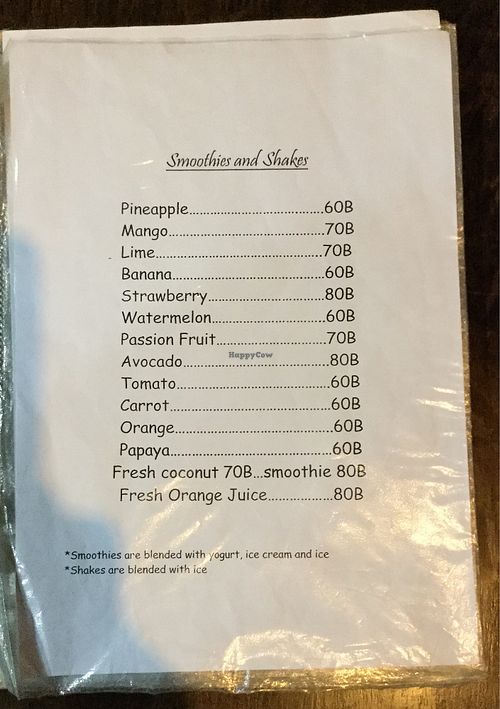 Smoothies and Shakes
Pineapple......................................60B
Mango............................................70B
Lime................................................70B
Banana............................................60B
Strawberry.................................80B
Watermelon................................60B
Passion Fruit...............................70B
HappyCow
Avocado..........................................80B
Tomato............................................60B
Carrot..............................................60B
Orange.............................................60B
Papaya..............................................60B
Fresh coconut 70B...smoothie 80B
Fresh Orange Juice...................80B
*Smoothies are blended with yogurt, ice cream and ice
*Shakes are blended with ice